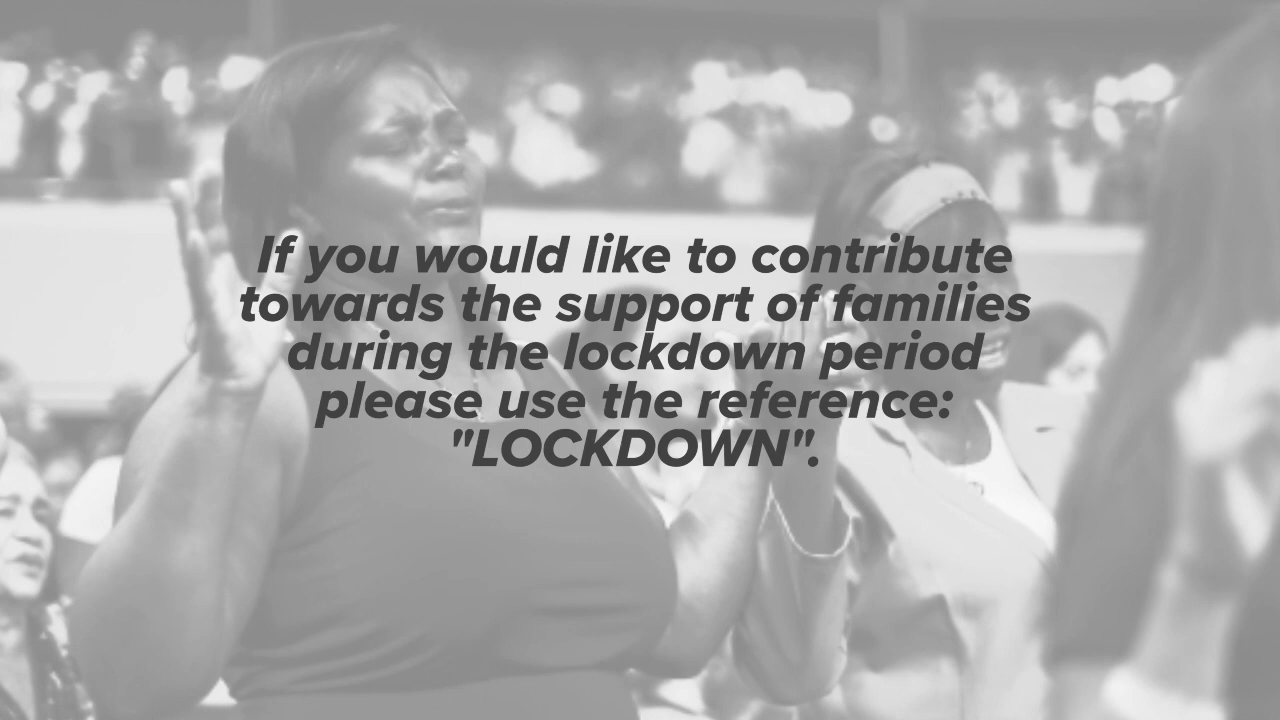 If you would like to contribute
towards the support of families
during the lockdown period
please use the reference:
"LOCKDOWN".